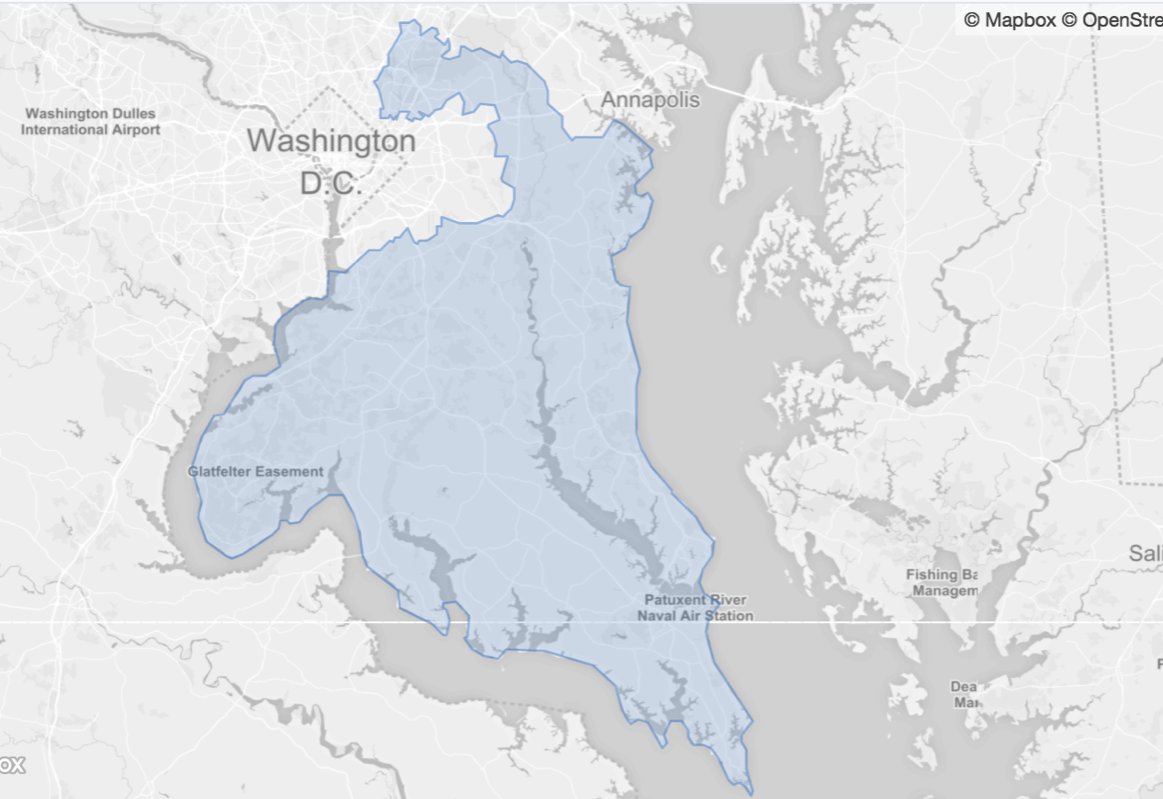 © Mapbox © OpenStre
Annapolis
Washington Dulles
International Airport
Washington
D.C.
Glatfelter Easement
Sali
Fishing Ba
Managem
Patuxent River
Naval Air Station
Dea
Mar
ox